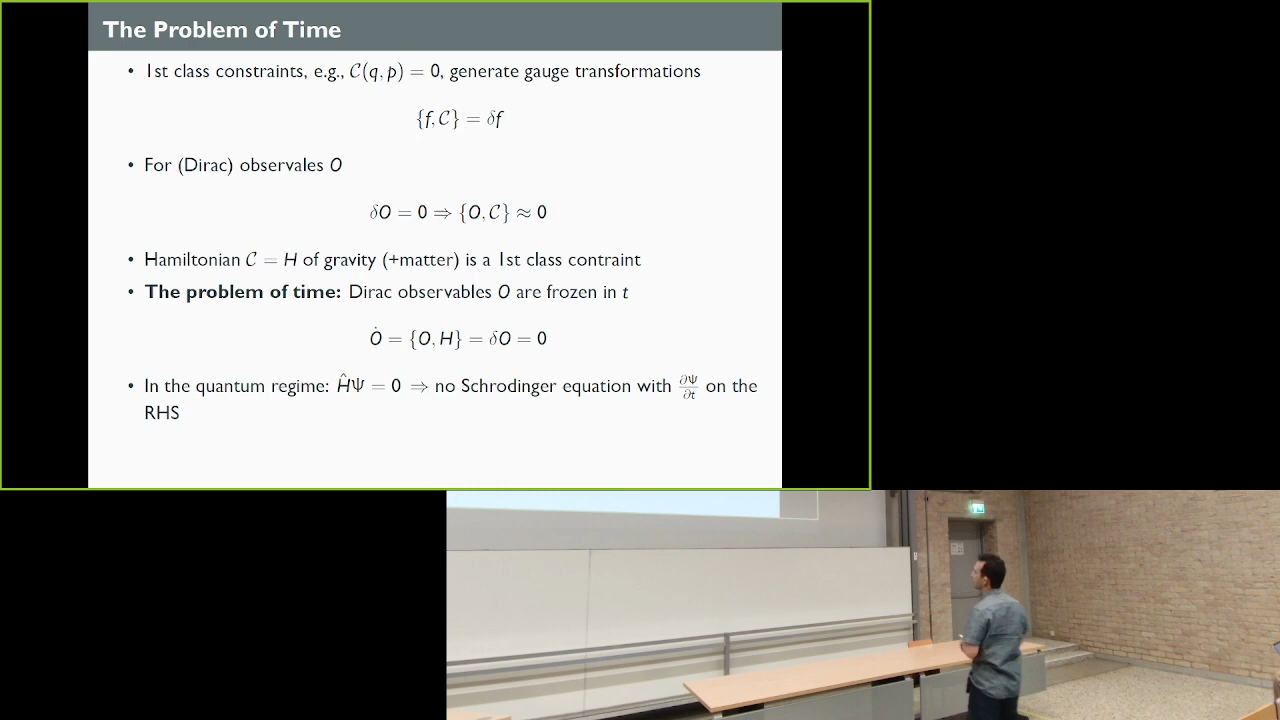 The Problem of Time
• 1st class constraints, e.g., 𝒞(q, p) = 0, generate gauge transformations
{f, 𝒞} = δf
• For (Dirac) observales O
δO = 0 ⇒ {O, 𝒞} ≈ 0
• Hamiltonian 𝒞 = H of gravity (+matter) is a 1st class contraint
• The problem of time: Dirac observables O are frozen in t
Ȯ = {O, H} = δO = 0
• In the quantum regime: ĤΨ = 0 ⇒ no Schrodinger equation with ∂Ψ/∂t on the
RHS